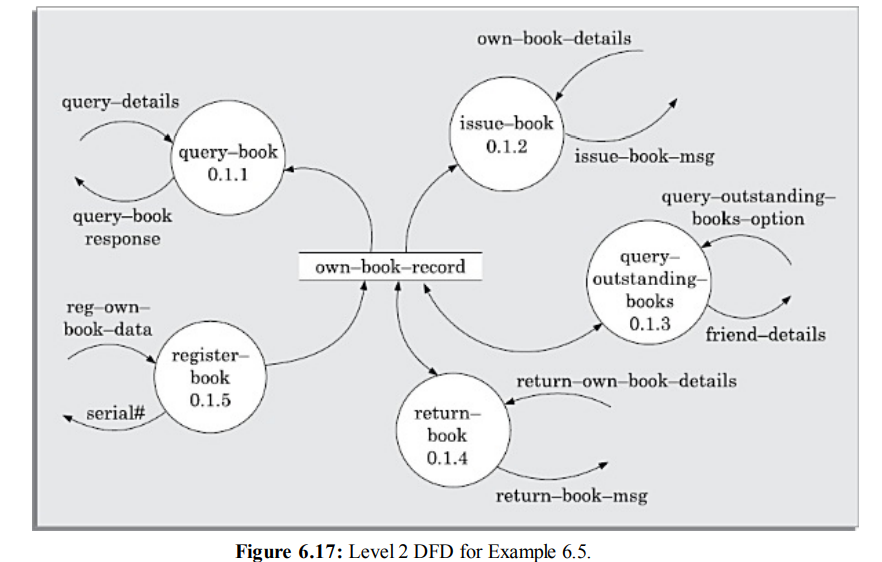 own–book–details
query–details
issue–book
0.1.2
query–book
0.1.1
issue–book–msg
query–outstanding–
books–option
query–book
response
query–
outstanding–
books
0.1.3
own–book–record
reg–own–
book–data
friend–details
register–
book
0.1.5
return–own–book–details
serial#
return–
book
0.1.4
return–book–msg
Figure 6.17: Level 2 DFD for Example 6.5.